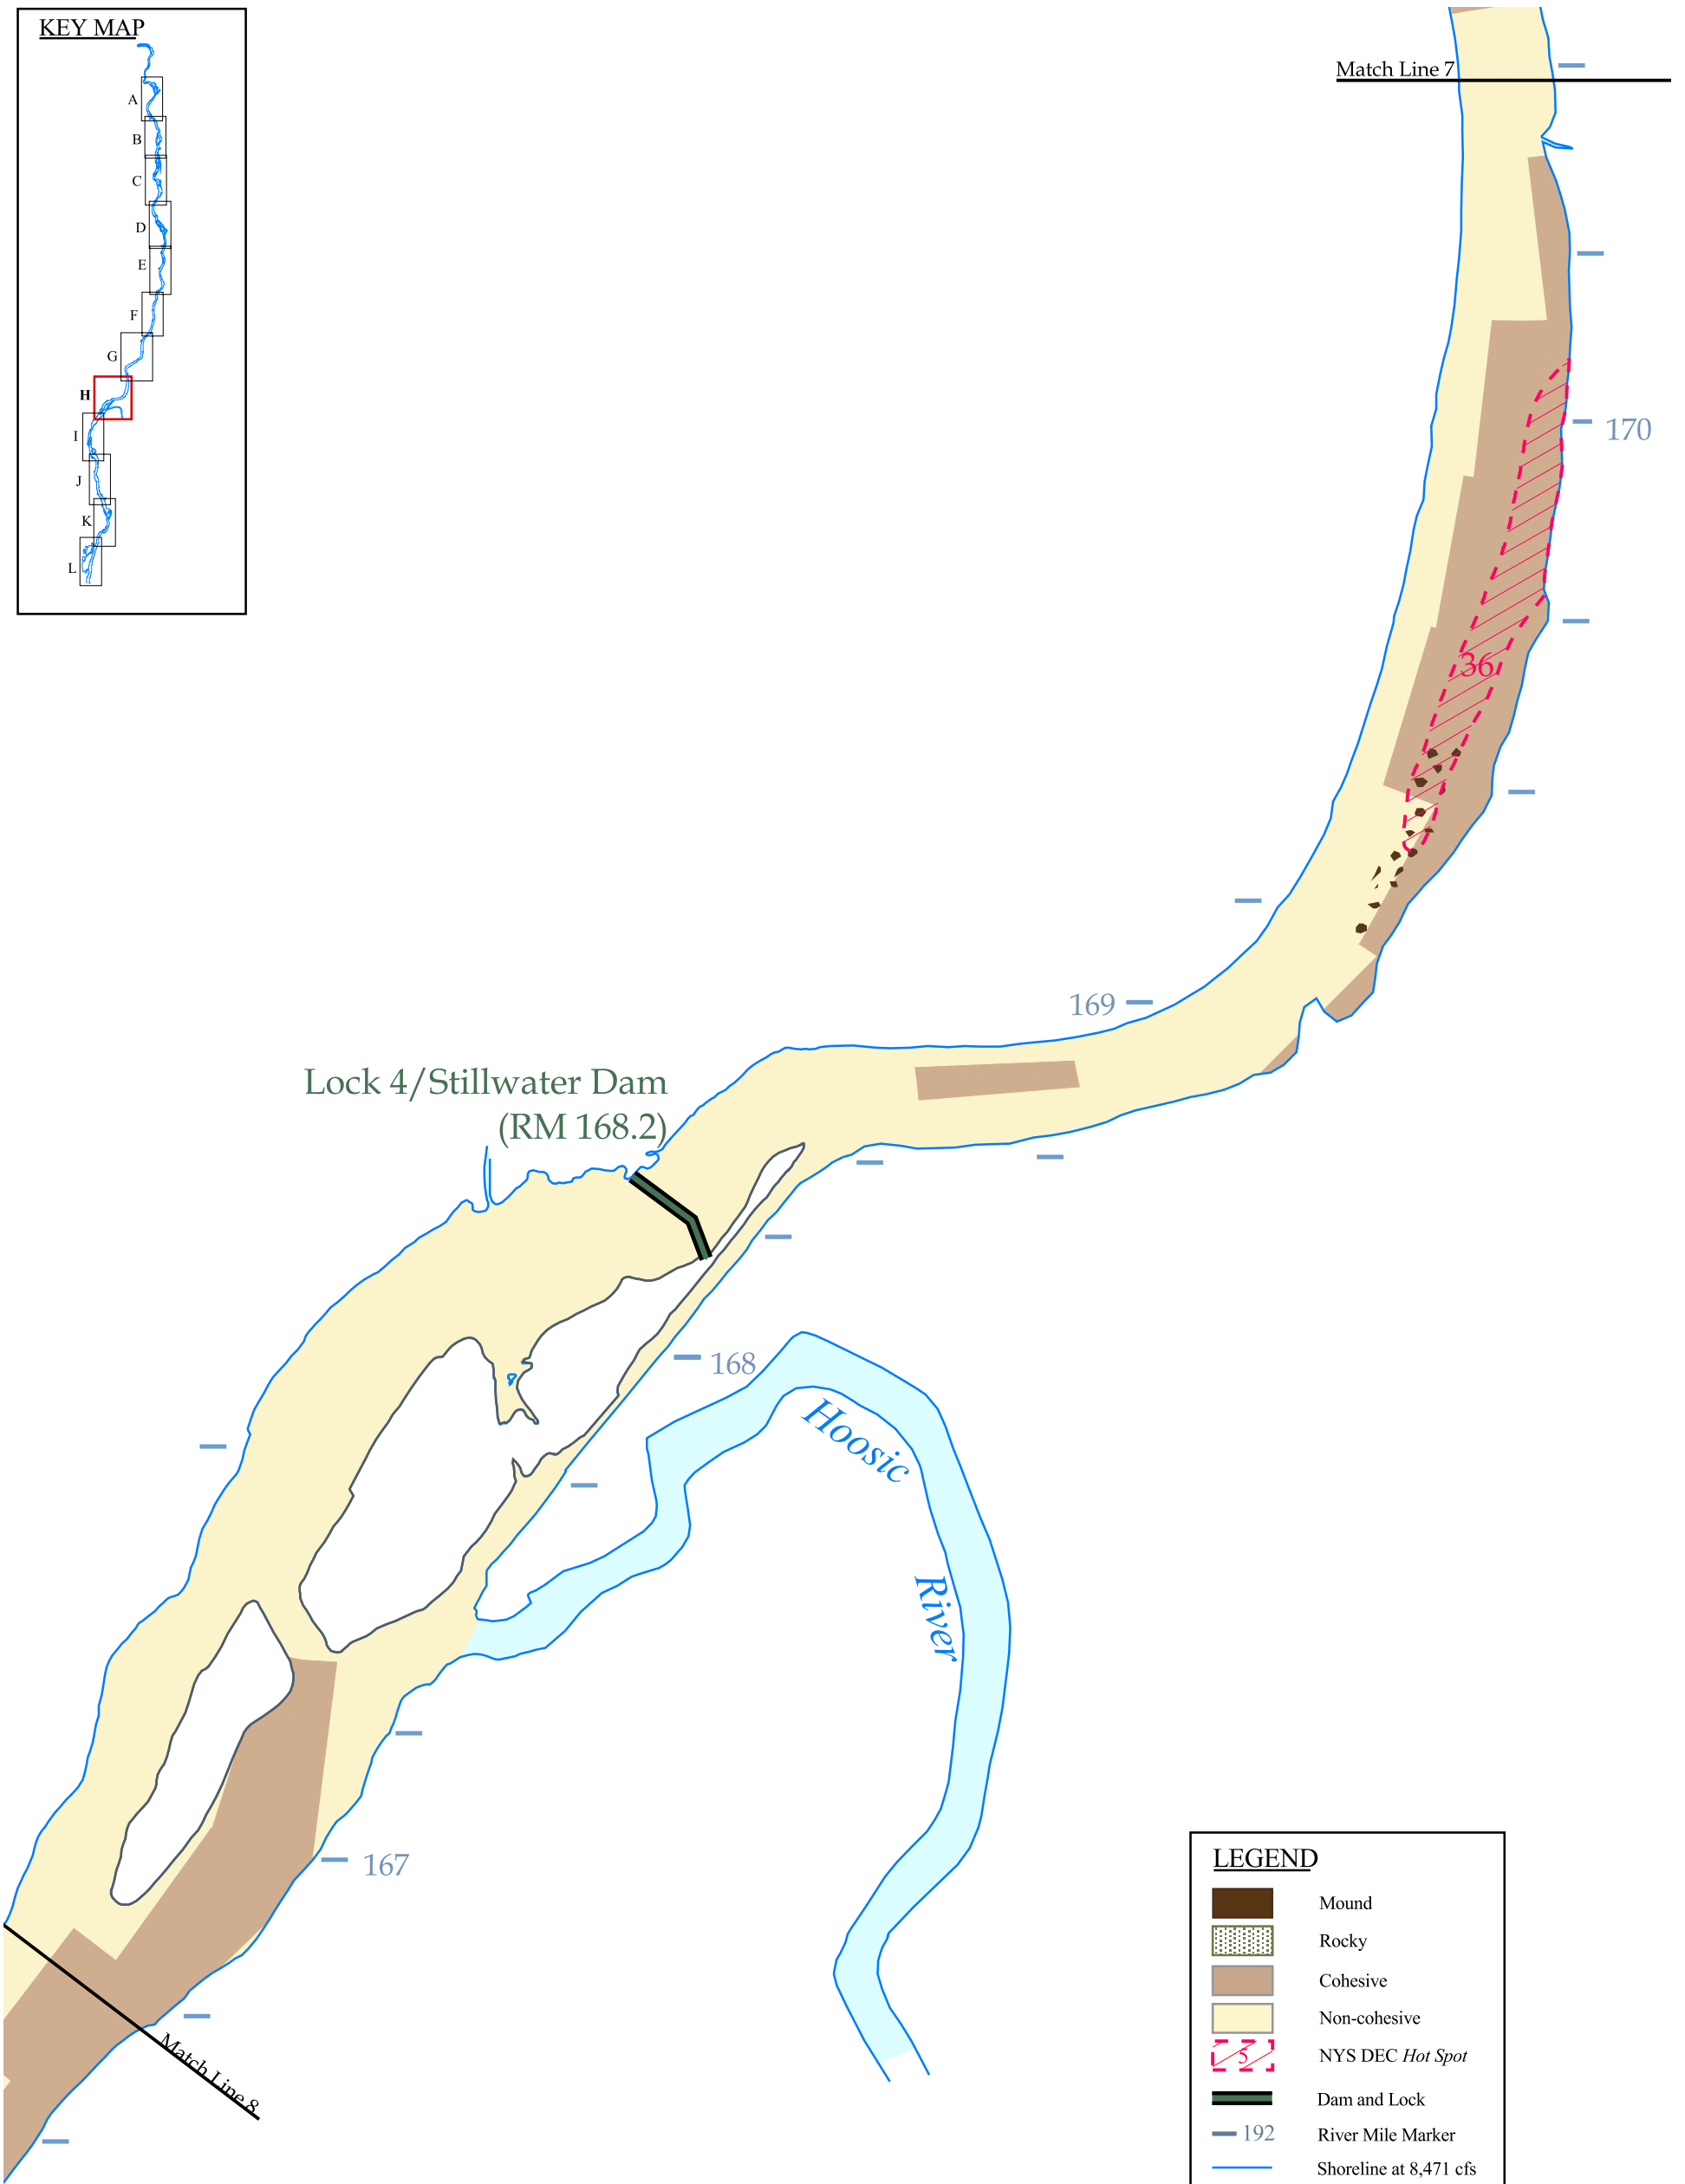 KEY MAP
A
B
C
D
E
F
G
H
I
J
K
L
Match Line 7
170
36
169
Lock 4/Stillwater Dam
(RM 168.2)
168
Hoosic
River
167
Match Line 8
LEGEND
Mound
Rocky
Cohesive
Non-cohesive
5 NYS DEC Hot Spot
Dam and Lock
192 River Mile Marker
Shoreline at 8,471 cfs